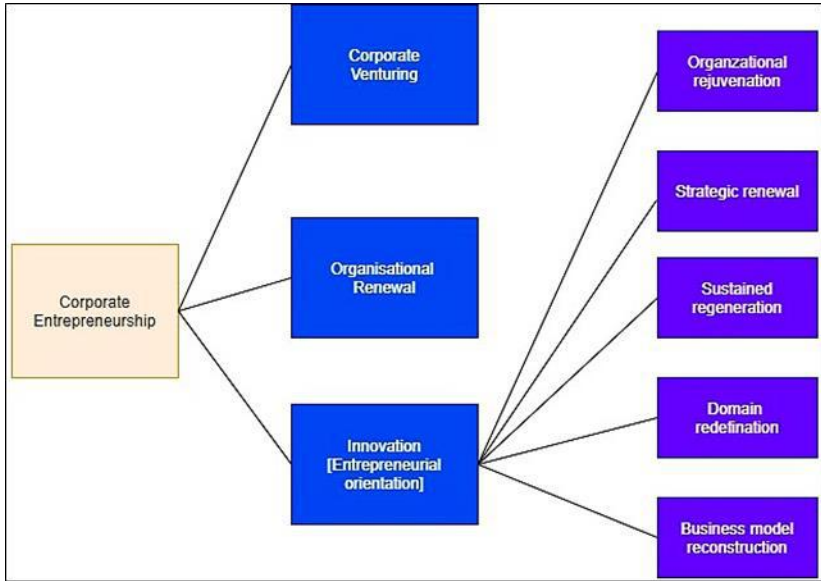 Corporate
Entrepreneurship
Corporate
Venturing
Organisational
Renewal
Innovation
[Entrepreneurial
orientation]
Organzational
rejuvenation
Strategic renewal
Sustained
regeneration
Domain
redefination
Business model
reconstruction